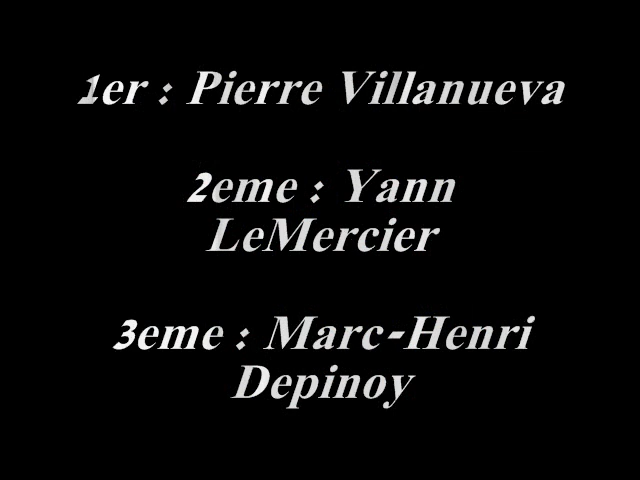 1er : Pierre Villanueva
2eme : Yann
LeMercier
3eme : Marc-Henri
Depinoy